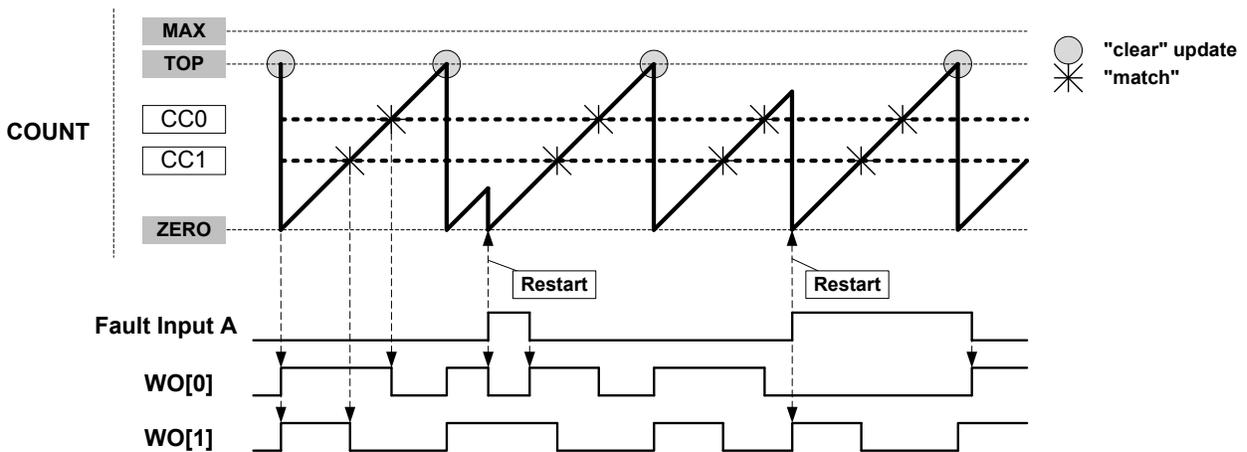 MAX
TOP
"clear" update
"match"
COUNT
CC0
CC1
ZERO
Restart
Restart
Fault Input A
WO[0]
WO[1]